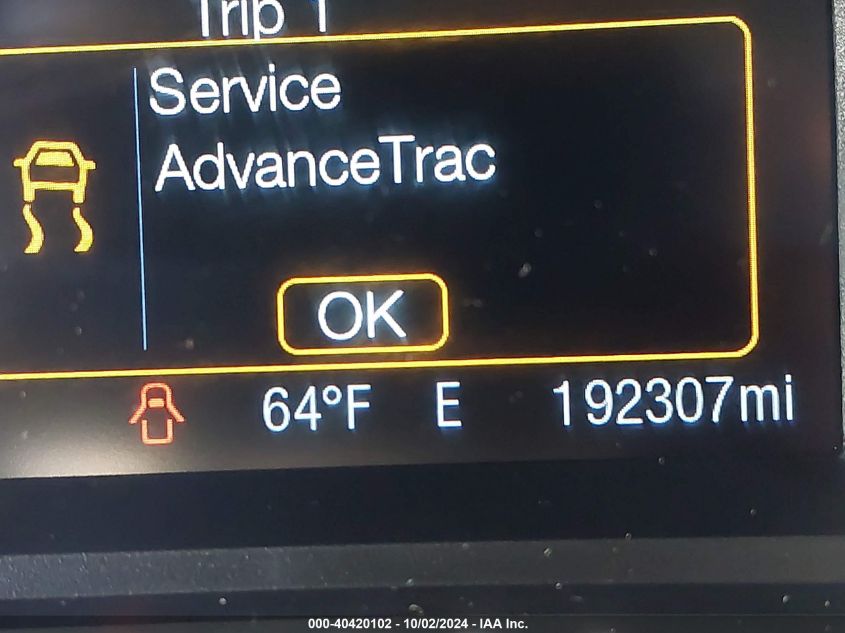 Trip 1
Service
AdvanceTrac
OK
64°F E 192307mi
000-40420102 - 10/02/2024 - IAA Inc.